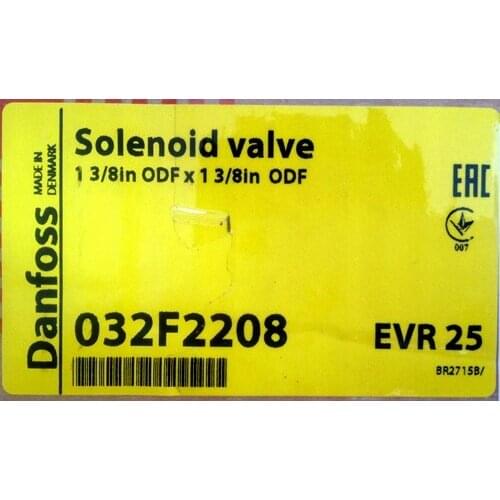 Danfoss
MADE IN
DENMARK
Solenoid valve
1 3/8in ODF x 1 3/8in ODF
EAC
007
032F2208
EVR 25
BR2715B/